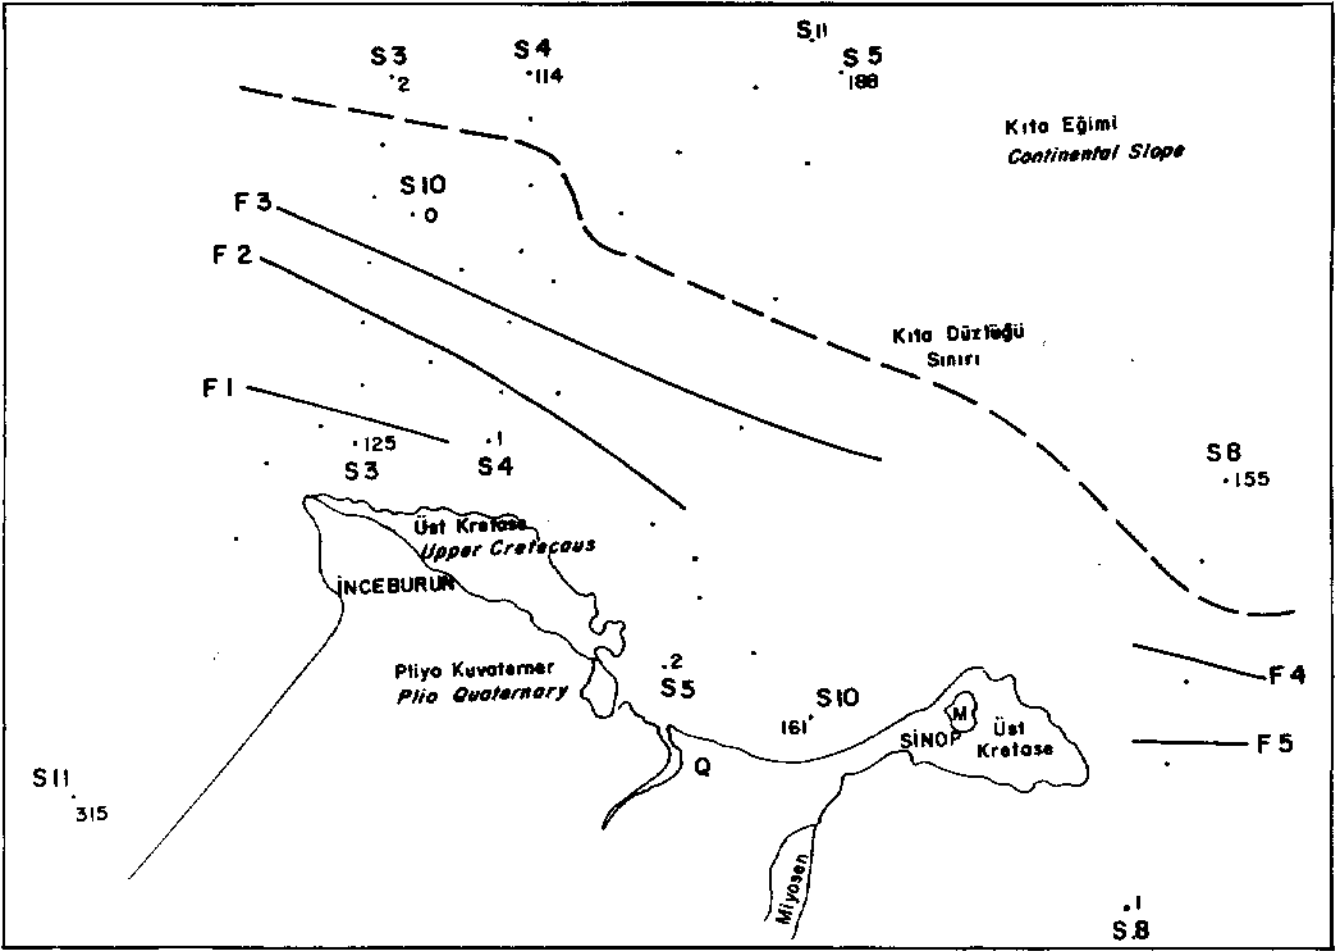 S11
S3
S4
S5
2
114
188
Kıta Eğimi
Continental Slope
S10
F3
0
F2
Kıta Düzlüğü
Sınırı
F1
125
1
S3
S4
S8
155
Üst Kretase
Upper Cretecaus
İNCEBURUN
Pliyo Kuvaterner
Plio Quaternary
2
S5
S10
161
M
SİNOP
Üst
Kretase
F4
F5
Q
S11
315
Miyosen
1
S8